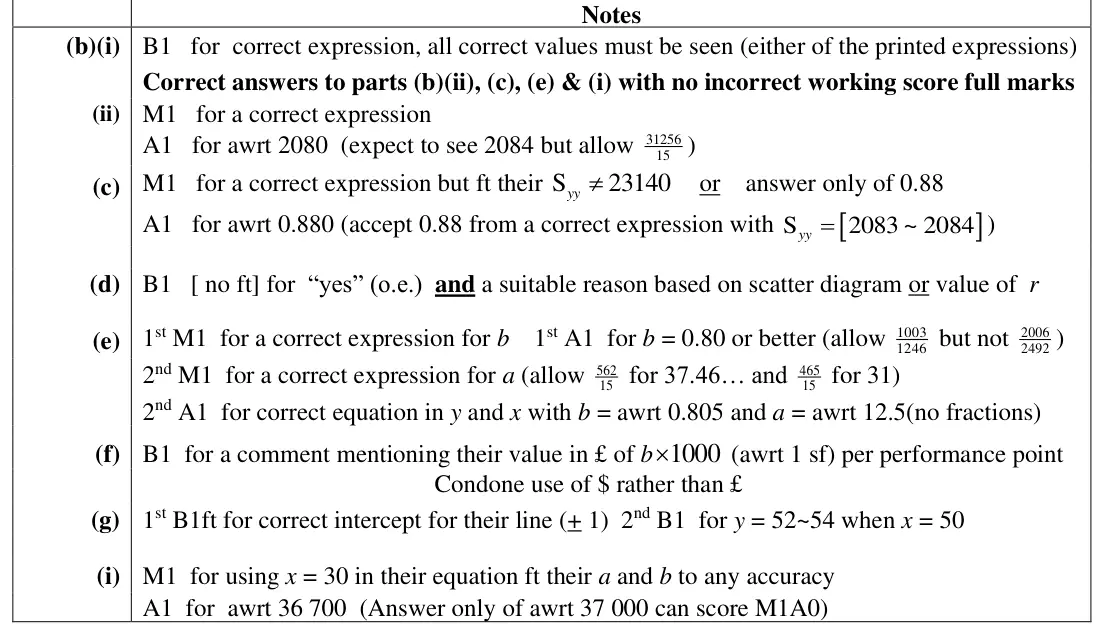 Notes
(b)(i) B1 for correct expression, all correct values must be seen (either of the printed expressions)
Correct answers to parts (b)(ii), (c), (e) & (i) with no incorrect working score full marks
(ii) M1 for a correct expression
A1 for awrt 2080 (expect to see 2084 but allow 31256/15 )
(c) M1 for a correct expression but ft their Syy ≠ 23140 or answer only of 0.88
A1 for awrt 0.880 (accept 0.88 from a correct expression with Syy = [2083 ~ 2084] )
(d) B1 [ no ft] for “yes” (o.e.) and a suitable reason based on scatter diagram or value of r
(e) 1st M1 for a correct expression for b 1st A1 for b = 0.80 or better (allow 1003/1246 but not 2006/2492 )
2nd M1 for a correct expression for a (allow 562/15 for 37.46… and 465/15 for 31)
2nd A1 for correct equation in y and x with b = awrt 0.805 and a = awrt 12.5(no fractions)
(f) B1 for a comment mentioning their value in £ of b×1000 (awrt 1 sf) per performance point
Condone use of $ rather than £
(g) 1st B1ft for correct intercept for their line (± 1) 2nd B1 for y = 52~54 when x = 50
(i) M1 for using x = 30 in their equation ft their a and b to any accuracy
A1 for awrt 36 700 (Answer only of awrt 37 000 can score M1A0)